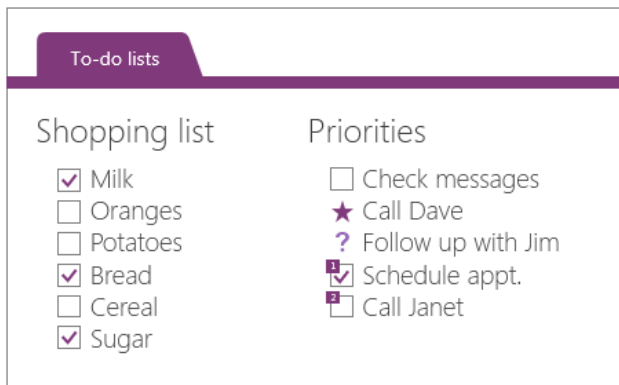 To-do lists
Shopping list
Milk
Oranges
Potatoes
Bread
Cereal
Sugar
Priorities
Check messages
Call Dave
? Follow up with Jim
1 Schedule appt.
2 Call Janet